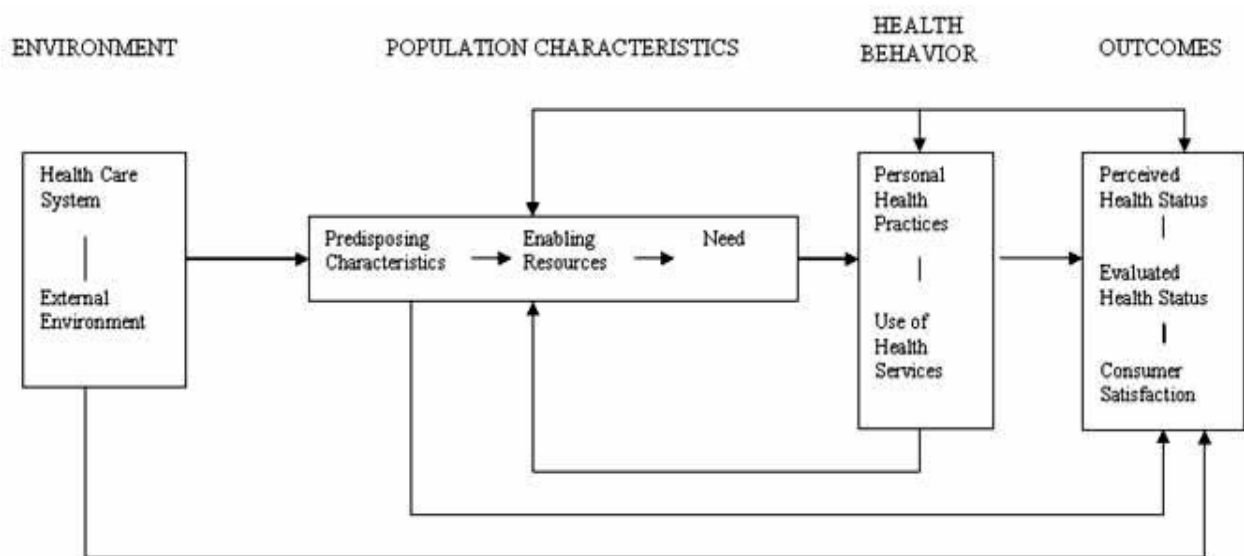 ENVIRONMENT
POPULATION CHARACTERISTICS
HEALTH
BEHAVIOR
OUTCOMES
Health Care
System
External
Environment
Predisposing
Characteristics
Enabling
Resources
Need
Personal
Health
Practices
Use of
Health
Services
Perceived
Health Status
Evaluated
Health Status
Consumer
Satisfaction